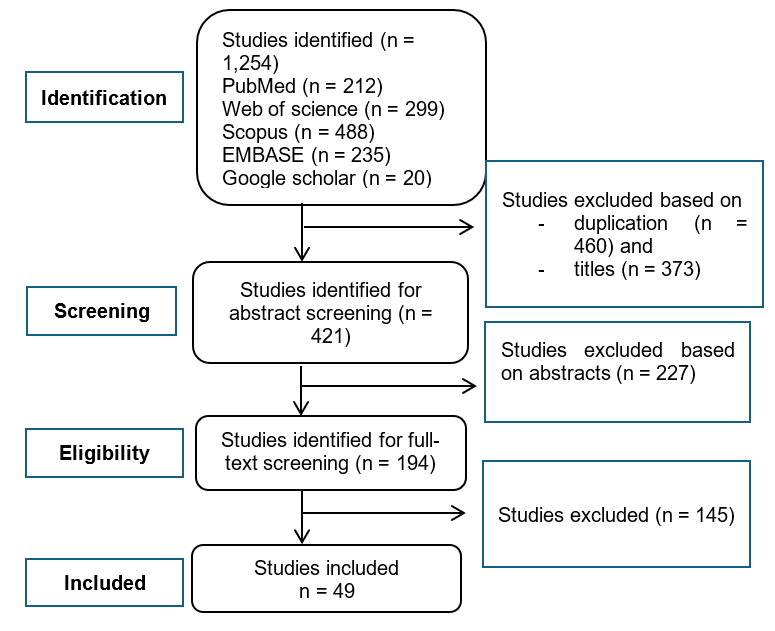 Identification
Studies identified (n =
1,254)
PubMed (n = 212)
Web of science (n = 299)
Scopus (n = 488)
EMBASE (n = 235)
Google scholar (n = 20)
Studies excluded based on
- duplication (n =
460) and
- titles (n = 373)
Screening
Studies identified for
abstract screening (n =
421)
Studies excluded based
on abstracts (n = 227)
Eligibility
Studies identified for full-
text screening (n = 194)
Studies excluded (n = 145)
Included
Studies included
n = 49